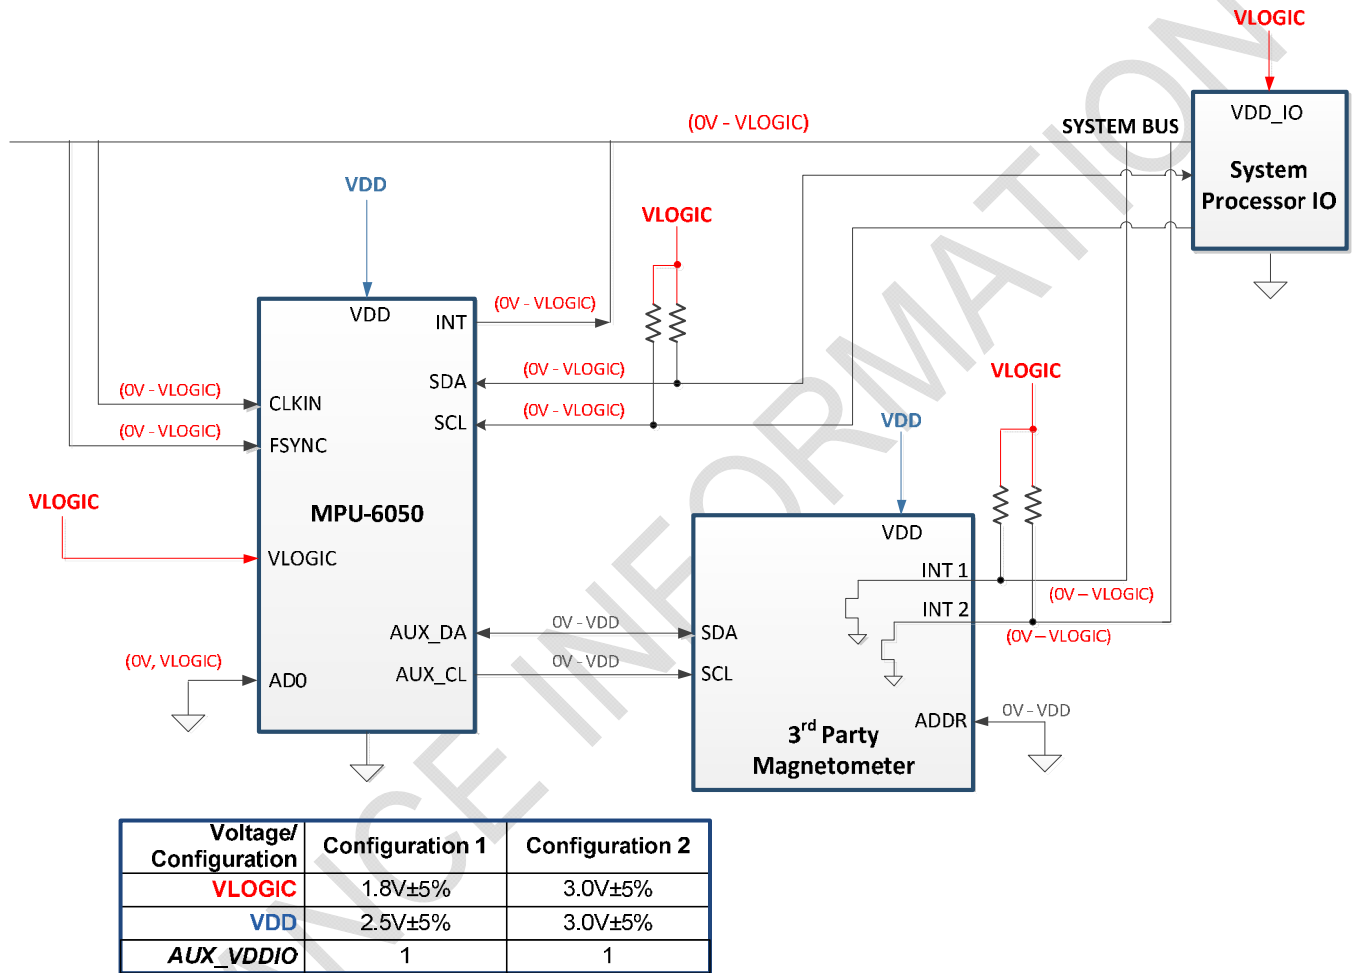 VLOGIC
(0V - VLOGIC)
SYSTEM BUS
VDD_IO
System
Processor IO
VDD
VLOGIC
VDD
INT
(0V - VLOGIC)
SDA
(0V - VLOGIC)
(0V - VLOGIC)
CLKIN
SCL
(0V - VLOGIC)
(0V - VLOGIC)
FSYNC
VLOGIC
VDD
VLOGIC
MPU-6050
VLOGIC
VDD
INT 1
(0V – VLOGIC)
INT 2
(0V – VLOGIC)
AUX_DA
0V - VDD
SDA
(0V, VLOGIC)
AD0
AUX_CL
0V - VDD
SCL
ADDR
0V - VDD
3rd Party
Magnetometer
Voltage/
Configuration
Configuration 1
Configuration 2
VLOGIC
1.8V±5%
3.0V±5%
VDD
2.5V±5%
3.0V±5%
AUX_VDDIO
1
1
NCE INFORMATION